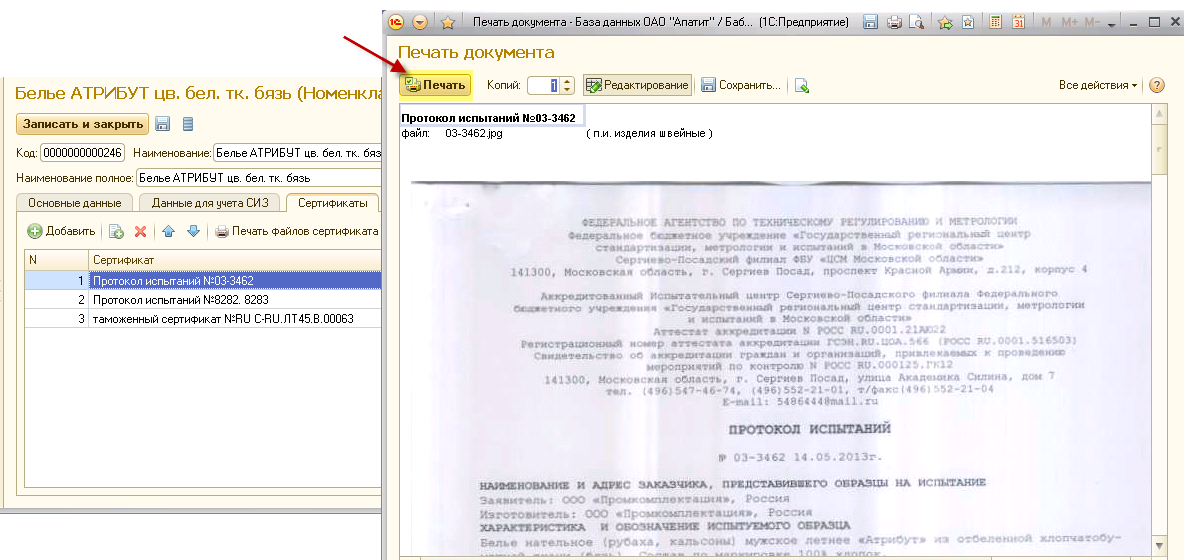 Печать документа - База данных ОАО "Апатит" / Баб... (1С:Предприятие)
M M+ M-
Печать документа
Печать Копий: 1 Редактирование Сохранить... Все действия
Протокол испытаний №03-3462
файл: 03-3462.jpg ( п.и. изделия швейные )
Белье АТРИБУТ цв. бел. тк. бязь (Номенкла
Записать и закрыть
Код: 0000000000246 Наименование: Белье АТРИБУТ цв. бел. тк. бяз
Наименование полное: Белье АТРИБУТ цв. бел. тк. бязь
Основные данные Данные для учета СИЗ Сертификаты
Добавить Печать файлов сертификата
N Сертификат
1 Протокол испытаний №03-3462
2 Протокол испытаний №8282. 8283
3 таможенный сертификат №RU С-RU.ЛТ45.В.00063
ФЕДЕРАЛЬНОЕ АГЕНТСТВО ПО ТЕХНИЧЕСКОМУ РЕГУЛИРОВАНИЮ И МЕТРОЛОГИИ
Федеральное бюджетное учреждение «Государственный региональный центр
стандартизации, метрологии и испытаний в Московской области»
Сергиево-Посадский филиал ФБУ «ЦСМ Московской области»
141300, Московская область, г. Сергиев Посад, проспект Красной Армии, д.212, корпус 4
Аккредитованный Испытательный центр Сергиево-Посадского филиала Федерального
бюджетного учреждения «Государственный региональный центр стандартизации, метрологии
и испытаний в Московской области»
Аттестат аккредитации N РОСС RU.0001.21АЮ22
Регистрационный номер аттестата аккредитации ГСЭН.RU.ЦОА.566 (РОСС RU.0001.516503)
Свидетельство об аккредитации граждан и организаций, привлекаемых к проведению
мероприятий по контролю N РОСС RU.000125.ГК12
141300, Московская область, г. Сергиев Посад, улица Академика Силина, дом 7
тел. (496)547-46-74, (496)552-21-01, т/факс(496)552-21-04
E-mail: 5486444@mail.ru
ПРОТОКОЛ ИСПЫТАНИЙ
№ 03-3462 14.05.2013г.
НАИМЕНОВАНИЕ И АДРЕС ЗАКАЗЧИКА, ПРЕДСТАВИВШЕГО ОБРАЗЦЫ НА ИСПЫТАНИЕ
Заявитель: ООО «Промкомплектация», Россия
Изготовитель: ООО «Промкомплектация», Россия
ХАРАКТЕРИСТИКА И ОБОЗНАЧЕНИЕ ИСПЫТУЕМОГО ОБРАЗЦА
Белье нательное (рубаха, кальсоны) мужское летнее «Атрибут» из отбеленной хлопчатобу-
(бязь). Состав по маркировке 100% хлопок.